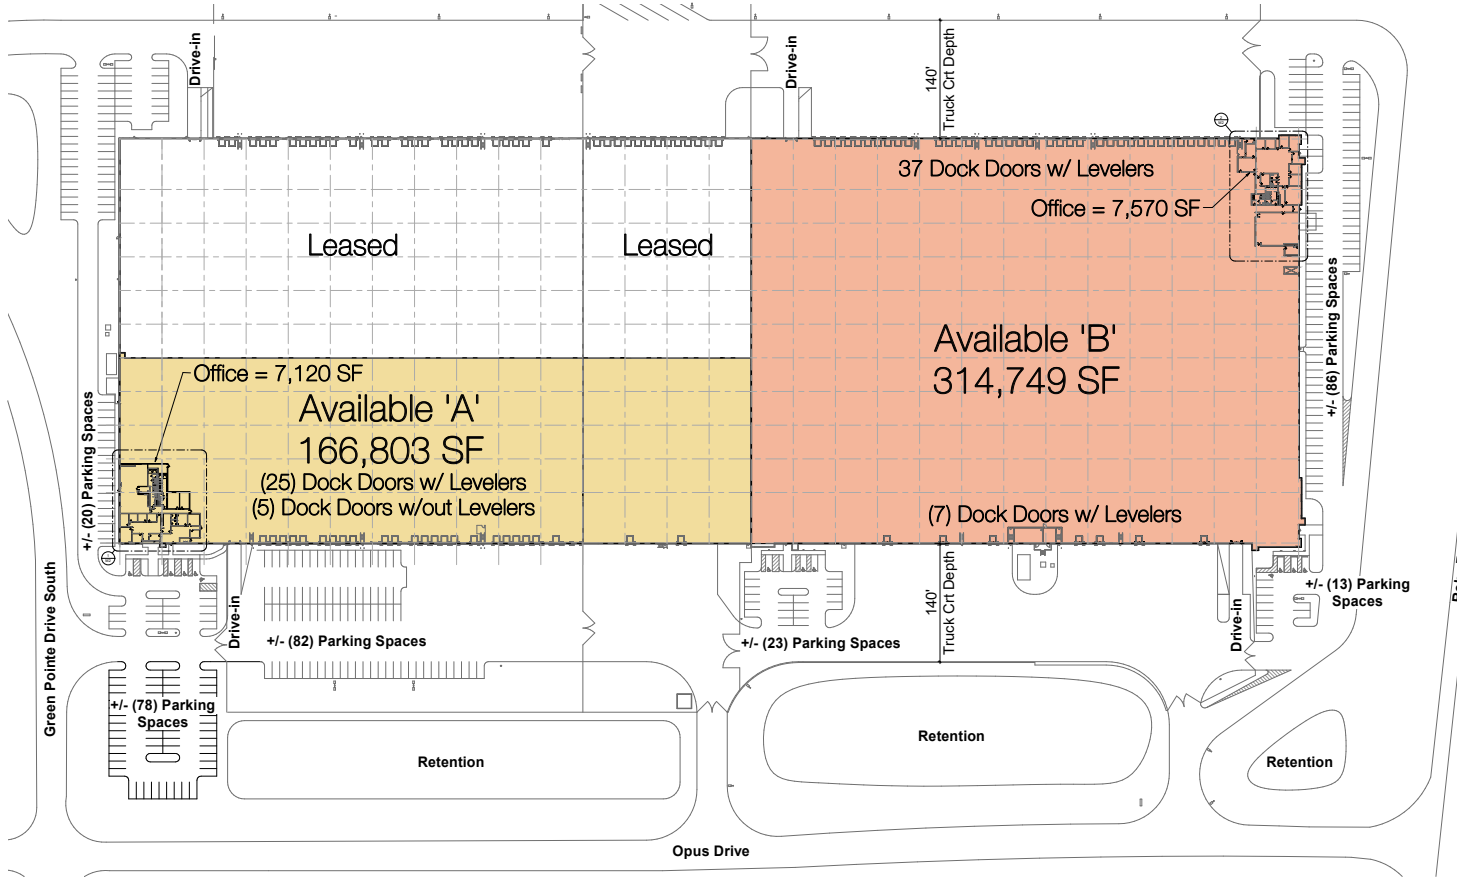 Drive-in
Drive-in
140'
Truck Crt Depth
37 Dock Doors w/ Levelers
Office = 7,570 SF
Leased
Leased
+/- (86) Parking Spaces
Available 'B'
314,749 SF
Office = 7,120 SF
Available 'A'
166,803 SF
(25) Dock Doors w/ Levelers
(5) Dock Doors w/out Levelers
+/- (20) Parking Spaces
(7) Dock Doors w/ Levelers
Green Pointe Drive South
Drive-in
+/- (82) Parking Spaces
+/- (23) Parking Spaces
140'
Truck Crt Depth
Drive-in
+/- (13) Parking
Spaces
+/- (78) Parking
Spaces
Retention
Retention
Retention
Opus Drive